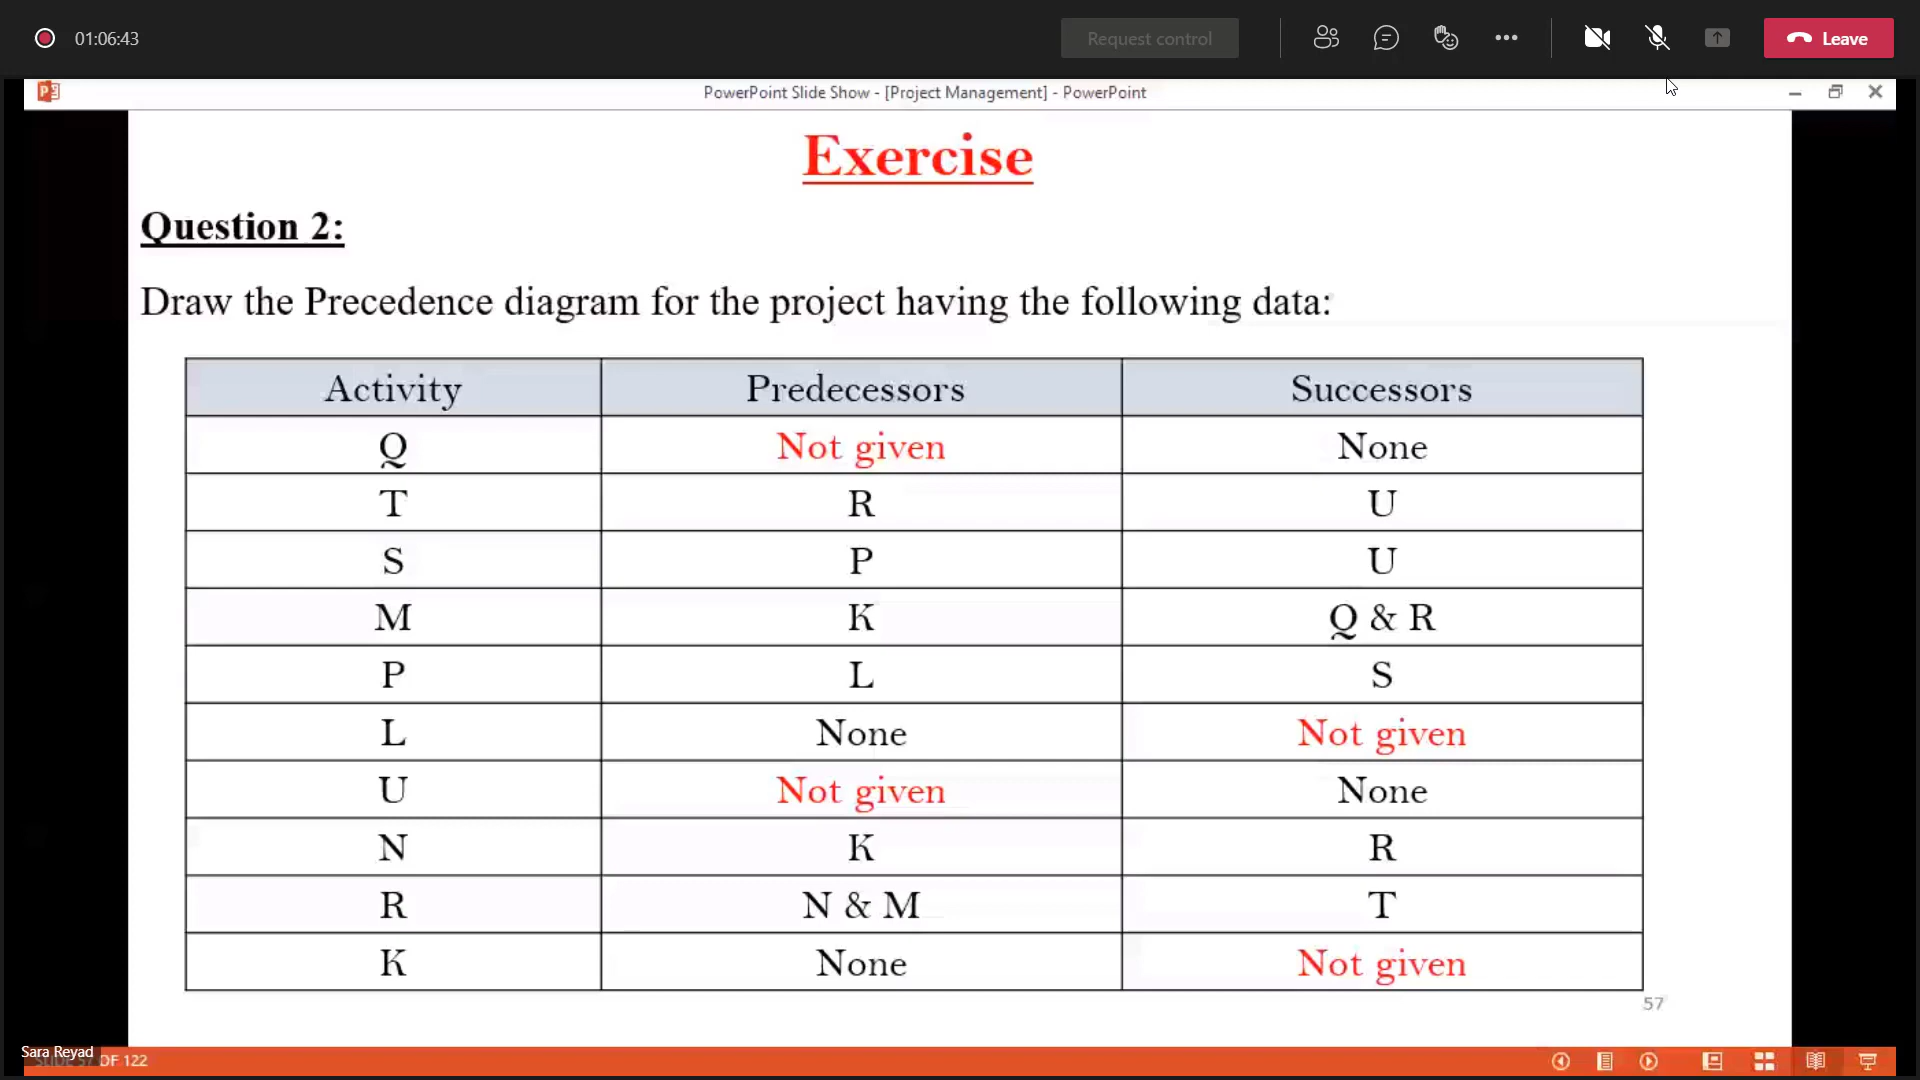 01:06:43
Request control
Leave
PowerPoint Slide Show - [Project Management] - PowerPoint
Exercise
Question 2:
Draw the Precedence diagram for the project having the following data:
Activity Predecessors Successors
Q Not given None
T R U
S P U
M K Q & R
P L S
L None Not given
U Not given None
N K R
R N & M T
K None Not given
57
Sara Reyad
SLIDE 57 OF 122